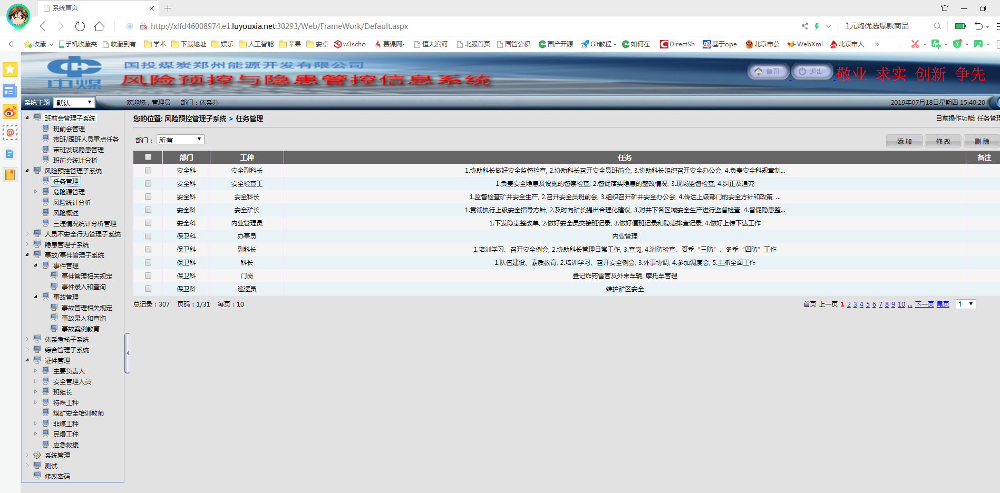 系统首页
http://xlfd46008974.e1.luyouxia.net:30293/Web/FrameWork/Default.aspx
1元购优选爆款商品
收藏 手机收藏夹 收藏到有 学术 下载地址 娱乐 人工智能 苹果 安卓 w3scho 慕课网- 恒大滨河 北服首页 国管公积 国产开源 Git教程 - 如何在 DirectSh 基于ope 北京市公 WebXml 北京市人 »
中煤
国投煤炭郑州能源开发有限公司
风险预控与隐患管控信息系统
首页 退出 敬业 求实 创新 争先
系统主题 默认 欢迎您，管理员 部门：体系办 2019年07月18日星期四 15:40:20
班前会管理子系统
班前会管理
带班/跟班人员重点任务
带班发现隐患管理
班前会统计分析
风险预控管理子系统
任务管理
危险源管理
风险统计分析
风险概述
三违情况统计分析管理
人员不安全行为管理子系统
隐患管理子系统
事故/事件管理子系统
事件管理
事件管理相关规定
事件录入和查询
事故管理
事故管理相关规定
事故录入和查询
事故案例教育
体系考核子系统
综合管理子系统
证件管理
主要负责人
安全管理人员
班组长
特殊工种
煤矿安全培训教师
非煤工种
民爆工种
应急救援
系统管理
测试
修改密码
您的位置: 风险预控管理子系统 > 任务管理 目前操作功能: 任务管理
部门： 所有 添 加 修 改 删 除
部门 工种 任务 备注
安全科 安全副科长 1.协助科长做好安全监督检查, 2.协助科长召开安全员班前会, 3.协助科长组织召开安全办公会, 4.负责安全科规章制...
安全科 安全检查工 1.负责安全隐患及设施的督察检查, 2.督促落实隐患的整改情况, 3.现场监督检查, 4.纠正及追究
安全科 安全科长 1.监督检查矿井安全生产, 2.召开安全员班前会, 3.组织召开矿井安全办公会, 4.传达上级部门的安全方针和政策, ...
安全科 安全矿长 1.贯彻执行上级安全指导方针, 2.及时向矿长提出合理化建议, 3.对井下各区域安全生产进行监督检查, 4.督促隐患整...
安全科 内业管理员 1.下发隐患整改单, 2.做好安全员交接班记录, 3.做好值班记录和隐患排查记录, 4.做好上传下达工作
保卫科 办事员 内业管理
保卫科 副科长 1.培训学习、召开安全例会, 2.协助科长管理日常工作, 3.查岗, 4.消防检查、夏季“三防”、冬季“四防”工作
保卫科 科长 1.队伍建设、素质教育, 2.培训学习、召开安全例会, 3.外事协调, 4.参加调度会, 5.主抓全面工作
保卫科 门岗 登记炸药雷管及外来车辆, 摩托车管理
保卫科 巡逻员 维护矿区安全
总记录：307 页码：1/31 每页：10 首页 上一页 1 2 3 4 5 6 7 8 9 10 ... 下一页 尾页 1